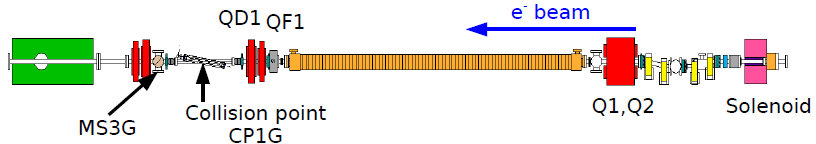 e- beam
QD1 QF1
MS3G
Collision point
CP1G
Q1,Q2
Solenoid